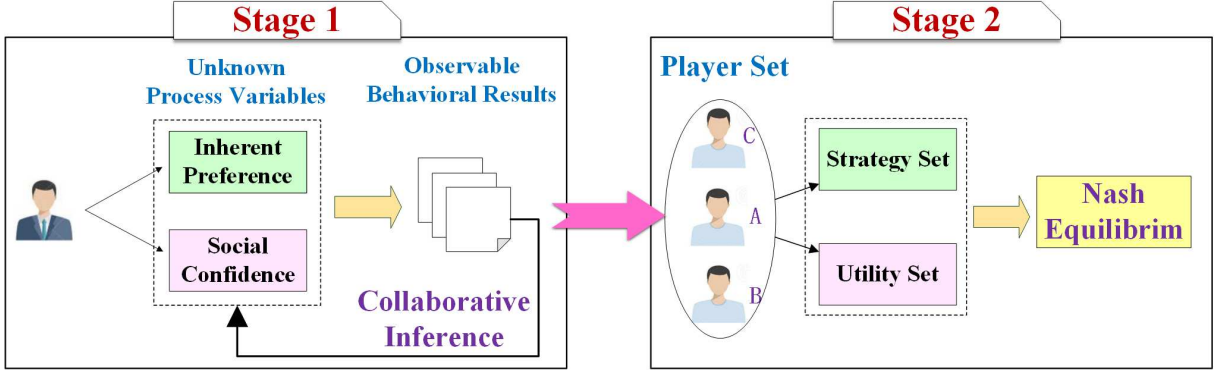 Stage 1
Unknown
Process Variables
Observable
Behavioral Results
Inherent
Preference
Social
Confidence
Collaborative
Inference
Stage 2
Player Set
C
A
B
Strategy Set
Utility Set
Nash
Equilibrim